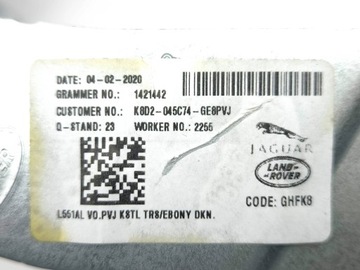 DATE: 04-02-2020
GRAMMER NO.: 1421442
CUSTOMER NO.: K8D2-045C74-GE8PVJ
Q-STAND: 23 WORKER NO.: 2255
JAGUAR
LAND-
ROVER
CODE: GHFK8
L551AL VO.PVJ K8TL TR8/EBONY DKN.